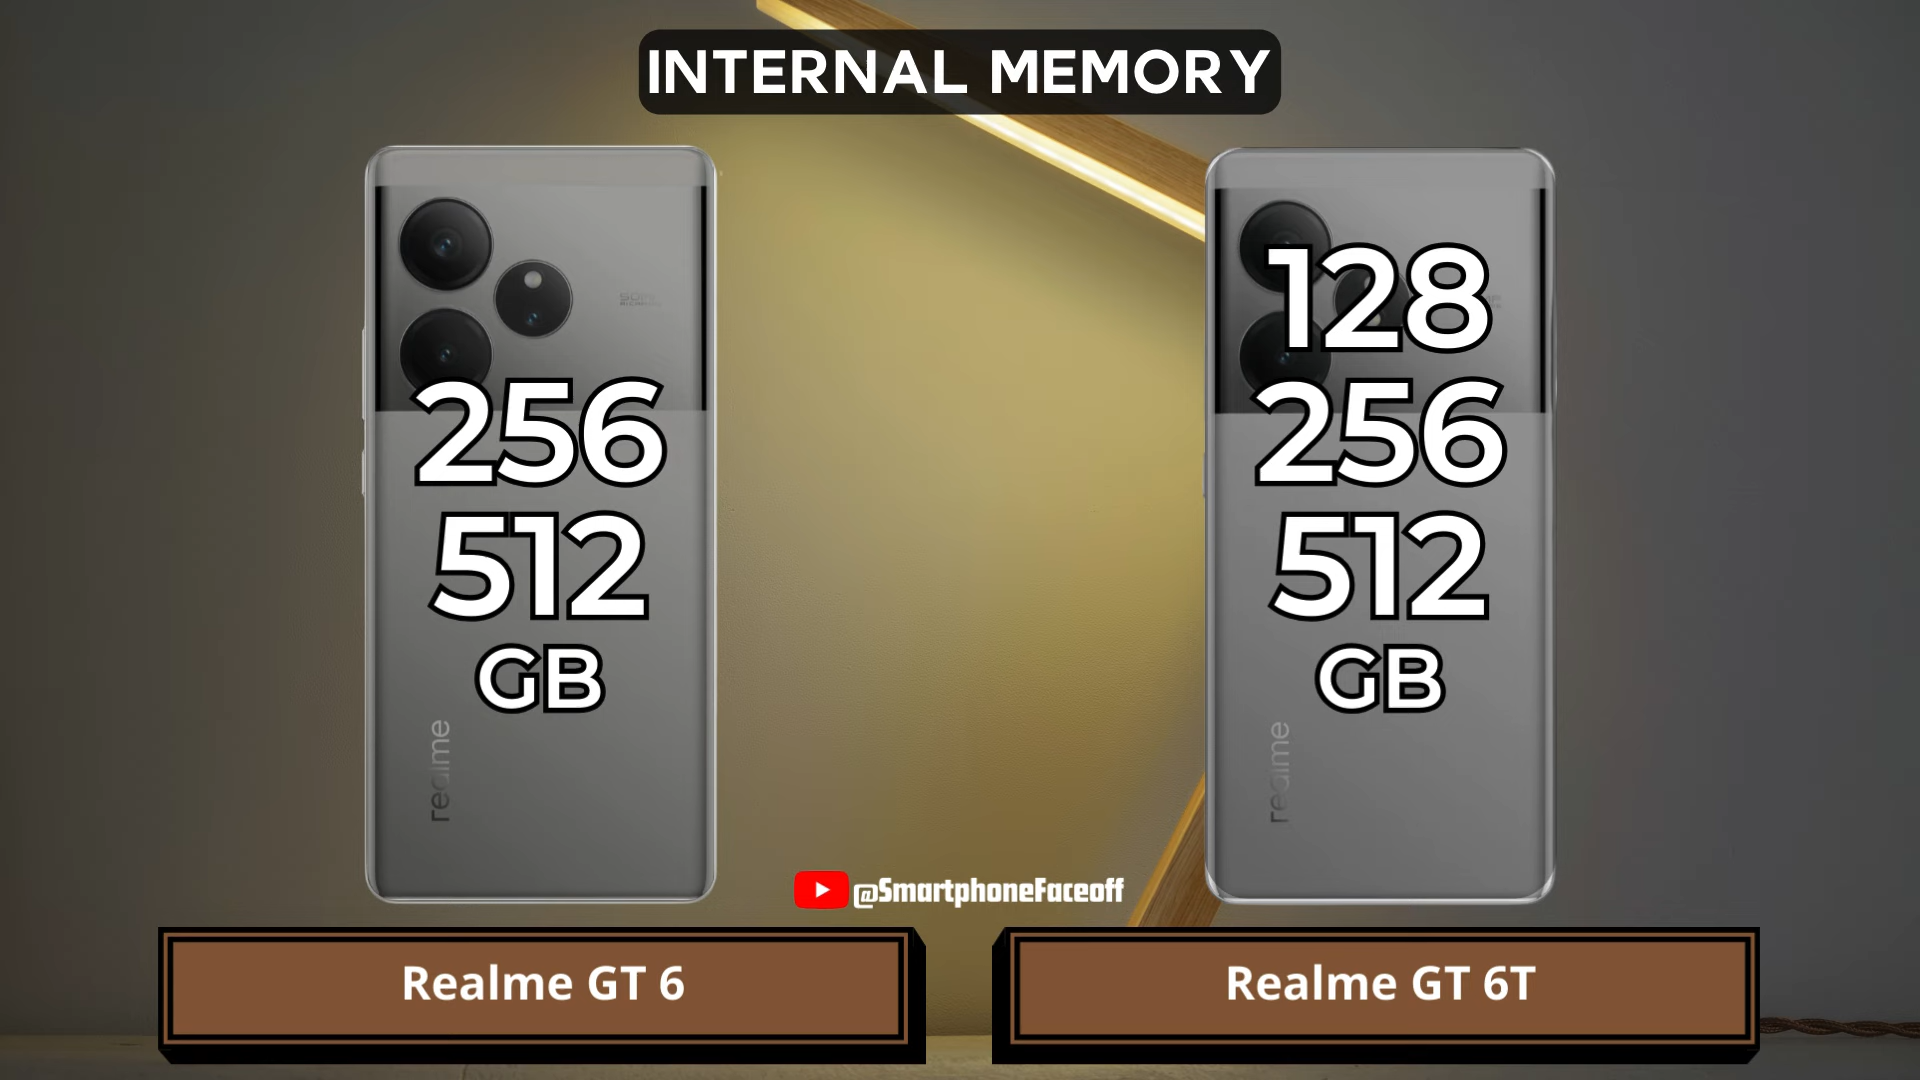 INTERNAL MEMORY
256
512
GB
realme
128
256
512
GB
realme
@SmartphoneFaceoff
Realme GT 6
Realme GT 6T